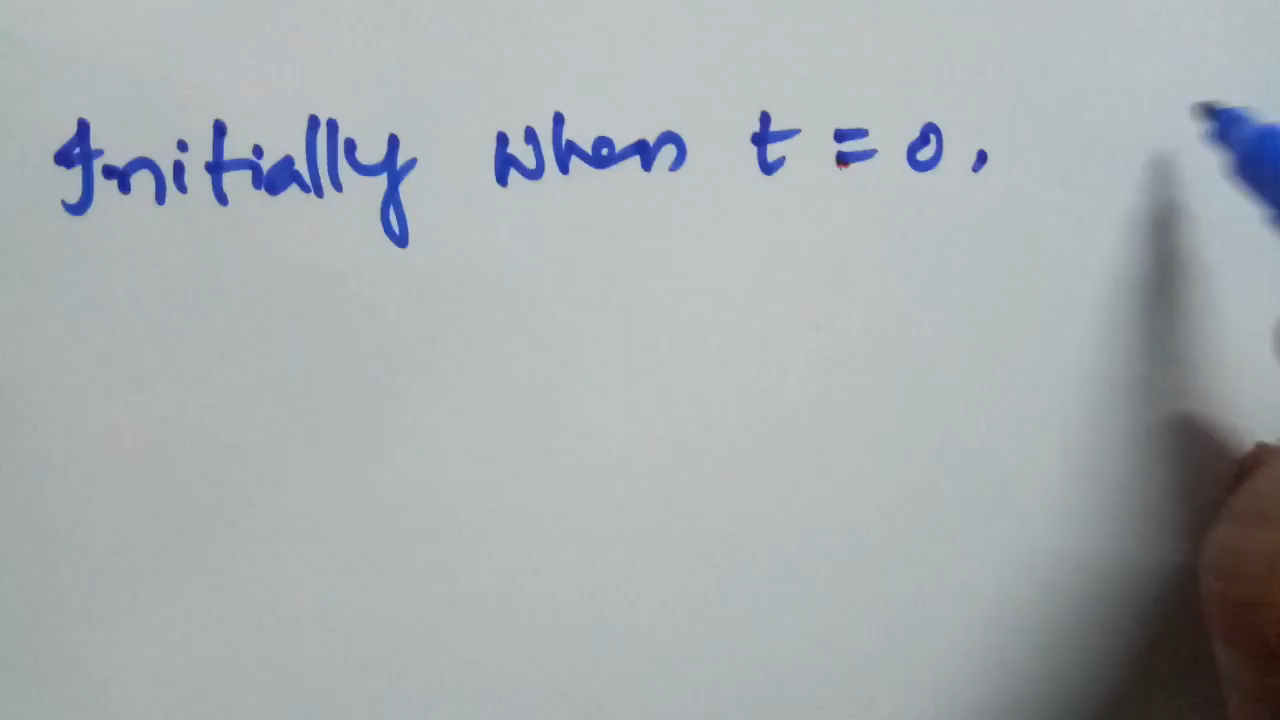 Initially when t = 0,